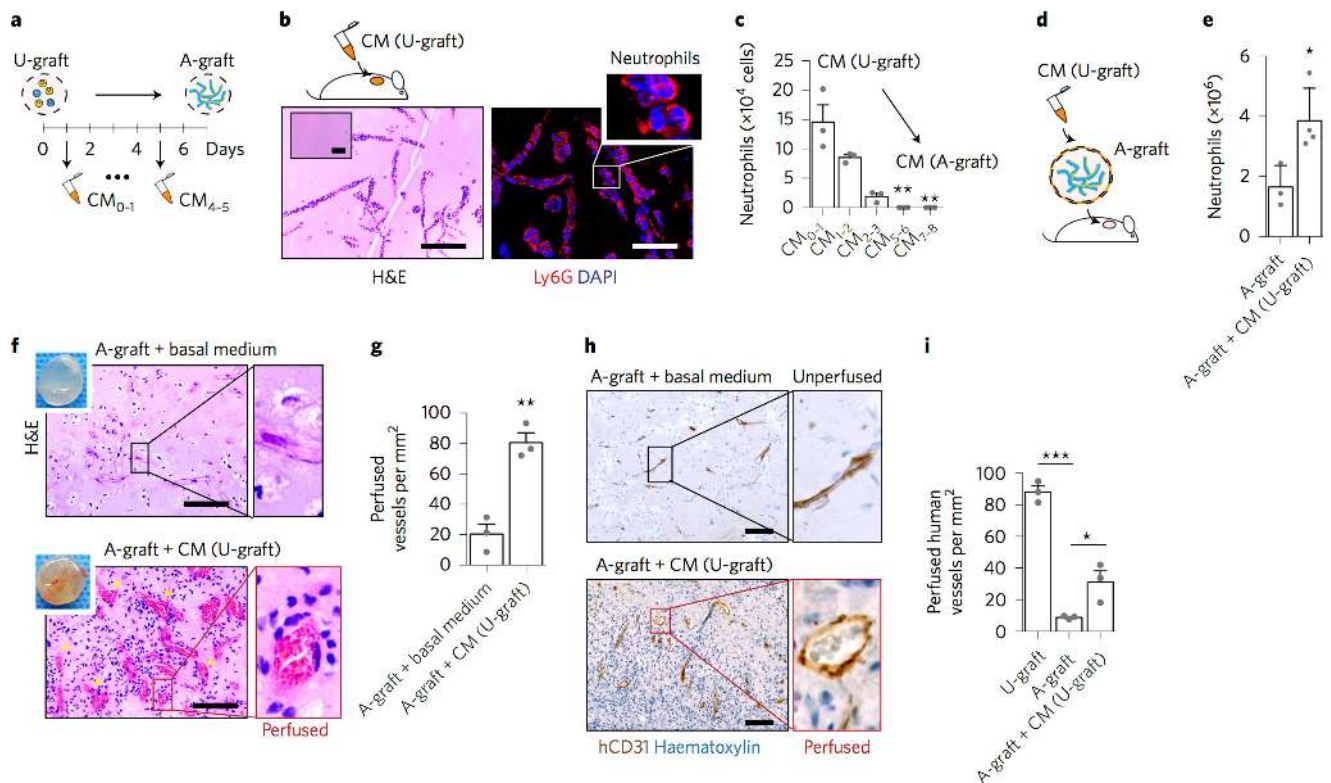 a
U-graft
A-graft
0 2 4 6 Days
CM0-1
CM4-5
b
CM (U-graft)
Neutrophils
H&E
Ly6G DAPI
c
Neutrophils (×10⁴ cells)
25
20
15
10
5
0
CM (U-graft)
CM (A-graft)
**
**
CM0-1
CM1-2
CM2-3
CM5-6
CM7-8
d
CM (U-graft)
A-graft
e
Neutrophils (×10⁶)
6
4
2
0
*
A-graft
A-graft + CM (U-graft)
f
A-graft + basal medium
H&E
A-graft + CM (U-graft)
Perfused
g
Perfused
vessels per mm²
100
80
60
40
20
0
**
A-graft + basal medium
A-graft + CM (U-graft)
h
A-graft + basal medium
Unperfused
A-graft + CM (U-graft)
hCD31 Haematoxylin
Perfused
i
Perfused human
vessels per mm²
100
80
60
40
20
0
***
*
U-graft
A-graft
A-graft + CM (U-graft)